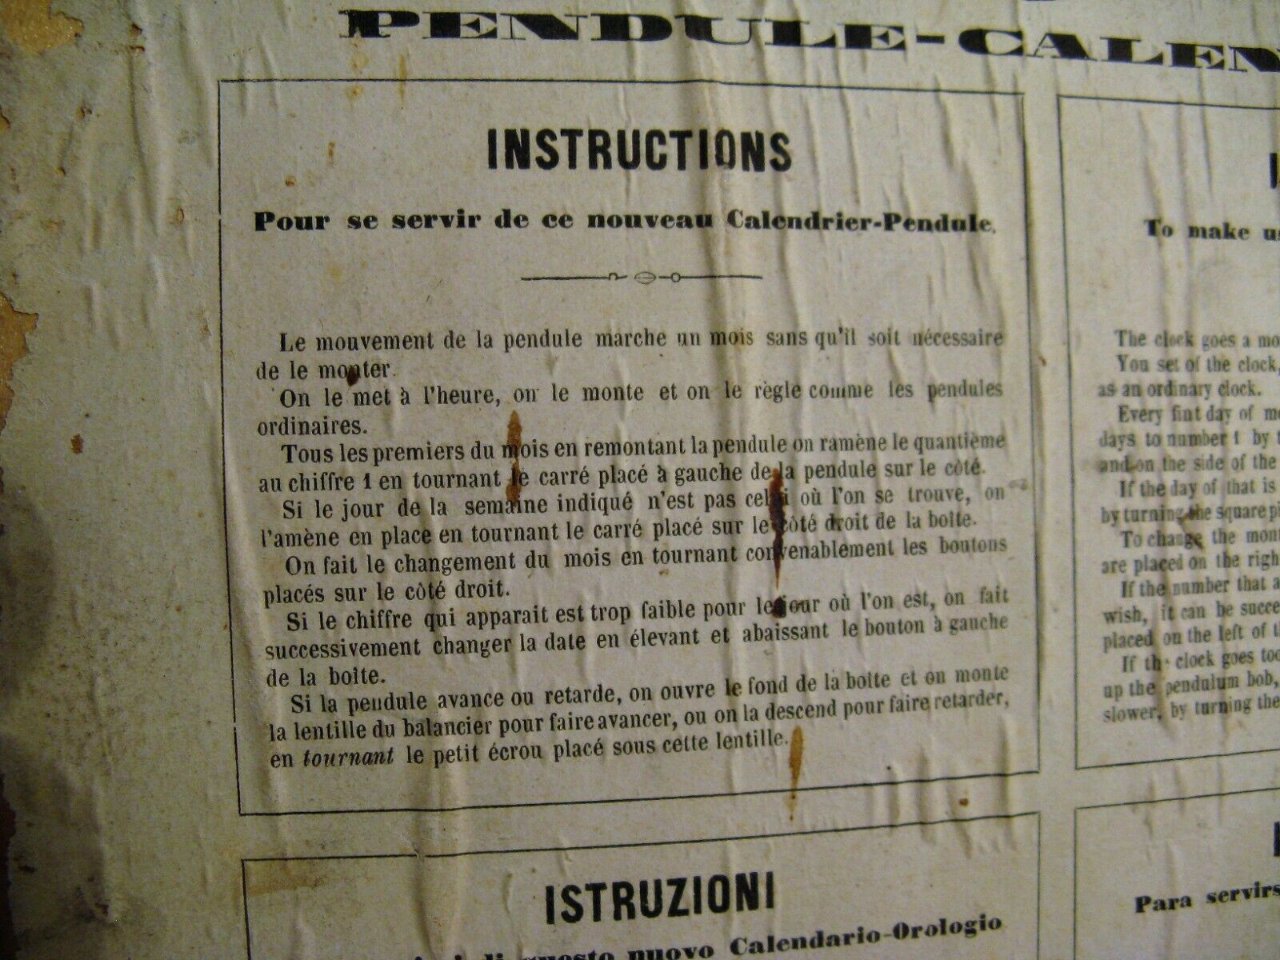 PENDULE-CALEN
INSTRUCTIONS
Pour se servir de ce nouveau Calendrier-Pendule.
Le mouvement de la pendule marche un mois sans qu'il soit nécessaire
de le monter.
On le met à l'heure, on le monte et on le règle comme les pendules
ordinaires.
Tous les premiers du mois en remontant la pendule on ramène le quantième
au chiffre 1 en tournant le carré placé à gauche de la pendule sur le côté.
Si le jour de la semaine indiqué n'est pas celui où l'on se trouve, on
l'amène en place en tournant le carré placé sur le côté droit de la boîte.
On fait le changement du mois en tournant convenablement les boutons
placés sur le côté droit.
Si le chiffre qui apparait est trop faible pour le jour où l'on est, on fait
successivement changer la date en élevant et abaissant le bouton à gauche
de la boîte.
Si la pendule avance ou retarde, on ouvre le fond de la boîte et on monte
la lentille du balancier pour faire avancer, ou on la descend pour faire retarder,
en tournant le petit écrou placé sous cette lentille.
To make us
The clock goes a mo
You set of the clock,
as an ordinary clock.
Every fint day of mo
days to number 1 by t
and on the side of the
If the day of that is
by turning the square pl
To change the mon
are placed on the righ
If the number that a
wish, it can be succe
placed on the left of t
If the clock goes too
up the pendulum bob,
slower, by turning the
ISTRUZIONI
di questo nuovo Calendario-Orologio
Para servirs